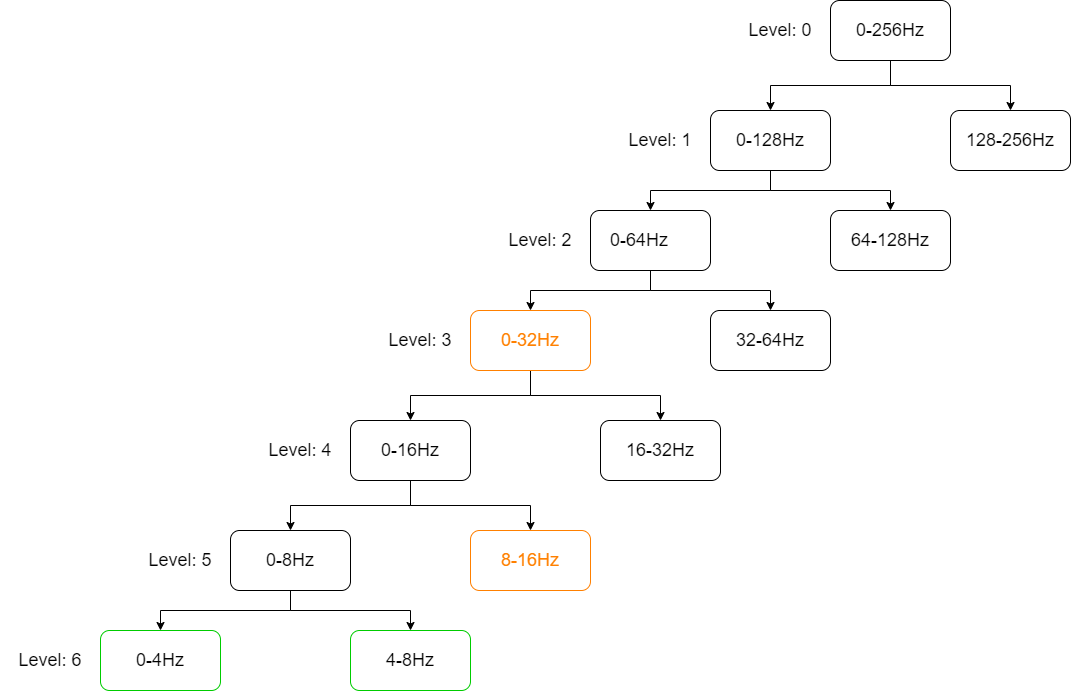 Level: 0
0-256Hz
Level: 1
0-128Hz
128-256Hz
Level: 2
0-64Hz
64-128Hz
Level: 3
0-32Hz
32-64Hz
Level: 4
0-16Hz
16-32Hz
Level: 5
0-8Hz
8-16Hz
Level: 6
0-4Hz
4-8Hz